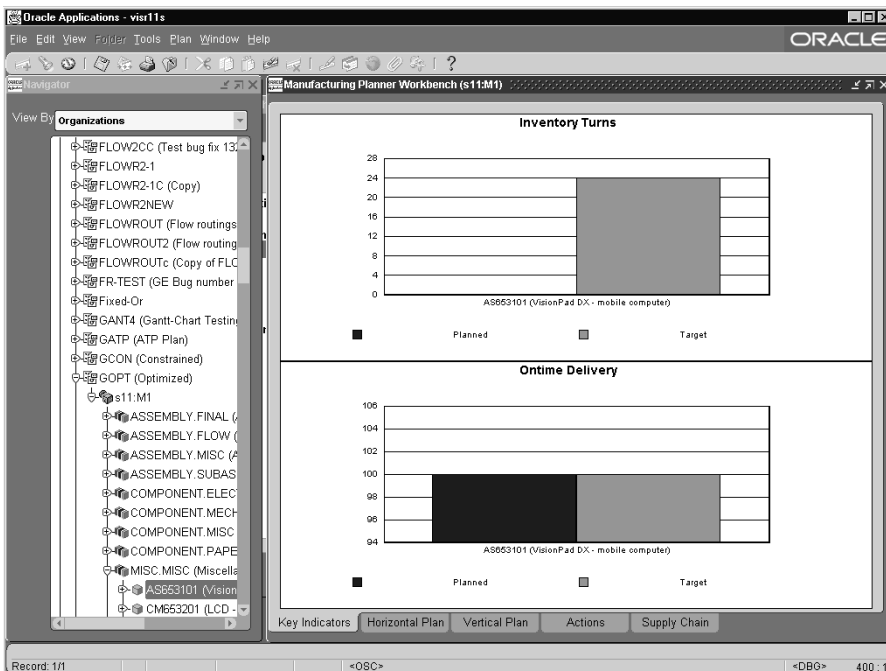 Oracle Applications - visr11s
File Edit View Folder Tools Plan Window Help
ORACLE
Navigator
View By Organizations
FLOW2CC (Test bug fix 132
FLOWR2-1
FLOWR2-1C (Copy)
FLOWR2NEW
FLOWROUT (Flow routings
FLOWROUT2 (Flow routing
FLOWROUTc (Copy of FLO
FR-TEST (GE Bug number
Fixed-Or
GANT4 (Gantt-Chart Testing
GATP (ATP Plan)
GCON (Constrained)
GOPT (Optimized)
s11:M1
ASSEMBLY.FINAL (
ASSEMBLY.FLOW (
ASSEMBLY.MISC (A
ASSEMBLY.SUBAS
COMPONENT.ELEC
COMPONENT.MECH
COMPONENT.MISC
COMPONENT.PAPE
MISC.MISC (Miscella
AS653101 (Vision
CM653201 (LCD -
Manufacturing Planner Workbench (s11:M1)
Inventory Turns
28
24
20
16
12
8
4
0
AS653101 (VisionPad DX - mobile computer)
Planned Target
Ontime Delivery
106
104
102
100
98
96
94
AS653101 (VisionPad DX - mobile computer)
Planned Target
Key Indicators Horizontal Plan Vertical Plan Actions Supply Chain
Record: 1/1 <OSC> <DBG> 400 : 1